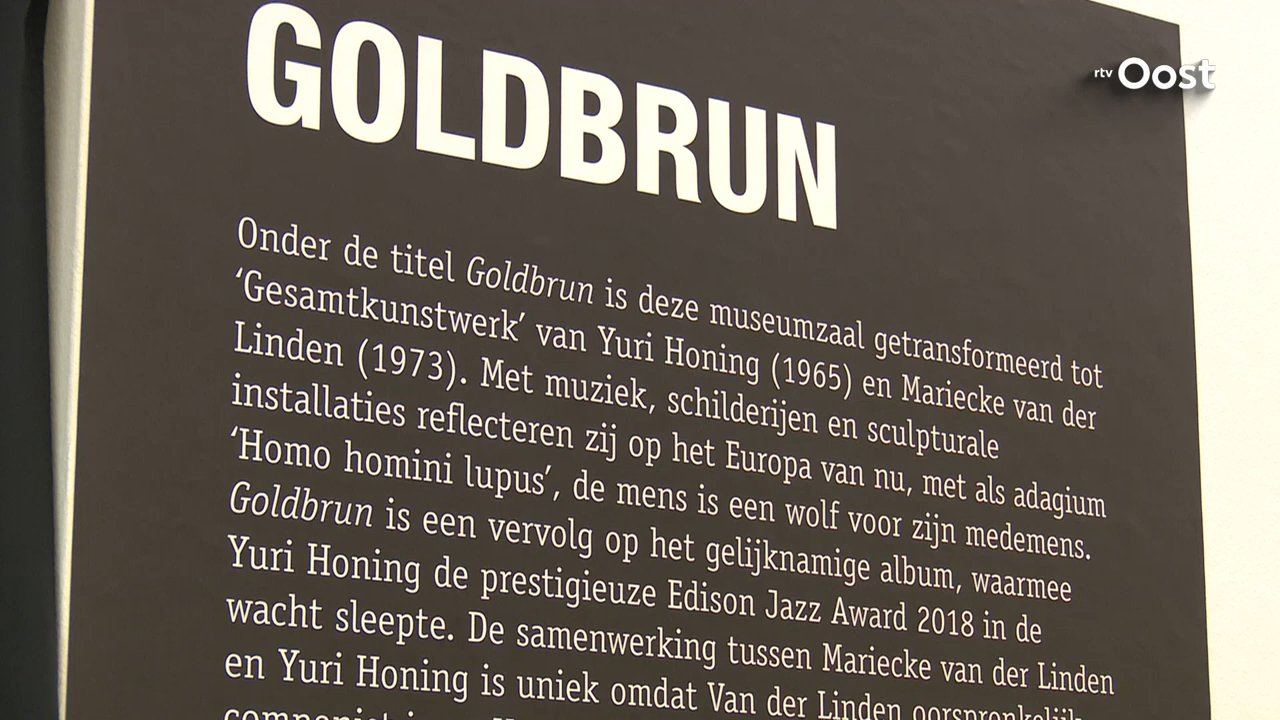 GOLDBRUN
rtv Oost
Onder de titel Goldbrun is deze museumzaal getransformeerd tot
‘Gesamtkunstwerk’ van Yuri Honing (1965) en Mariecke van der
Linden (1973). Met muziek, schilderijen en sculpturale
installaties reflecteren zij op het Europa van nu, met als adagium
‘Homo homini lupus’, de mens is een wolf voor zijn medemens.
Goldbrun is een vervolg op het gelijknamige album, waarmee
Yuri Honing de prestigieuze Edison Jazz Award 2018 in de
wacht sleepte. De samenwerking tussen Mariecke van der Linden
en Yuri Honing is uniek omdat Van der Linden oorspronkelijk